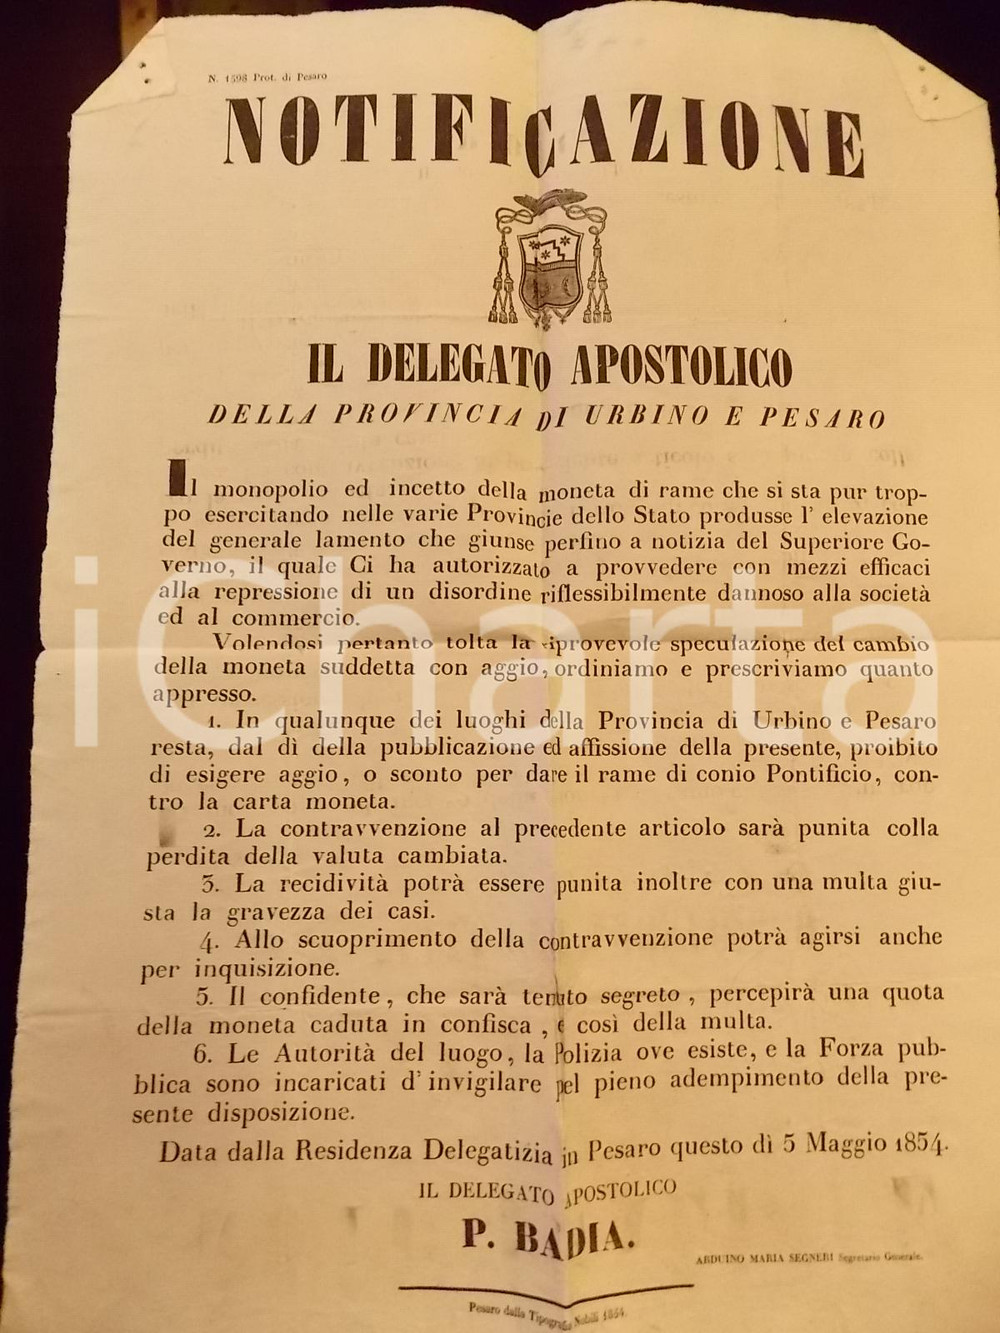 N. 1598 Prot. di Pesaro
NOTIFICAZIONE
IL DELEGATO APOSTOLICO
DELLA PROVINCIA DI URBINO E PESARO
Il monopolio ed incetto della moneta di rame che si sta pur trop-
po esercitando nelle varie Provincie dello Stato produsse l' elevazione
del generale lamento che giunse perfino a notizia del Superiore Go-
verno, il quale Ci ha autorizzato a provvedere con mezzi efficaci
alla repressione di un disordine riflessibilmente dannoso alla società
ed al commercio.
Volendosi pertanto tolta la riprovevole speculazione del cambio
della moneta suddetta con aggio, ordiniamo e prescriviamo quanto
appresso.
1. In qualunque dei luoghi della Provincia di Urbino e Pesaro
resta, dal dì della pubblicazione ed affissione della presente, proibito
di esigere aggio, o sconto per dare il rame di conio Pontificio, con-
tro la carta moneta.
2. La contravvenzione al precedente articolo sarà punita colla
perdita della valuta cambiata.
3. La recidività potrà essere punita inoltre con una multa giu-
sta la gravezza dei casi.
4. Allo scuoprimento della contravvenzione potrà agirsi anche
per inquisizione.
5. Il confidente, che sarà tenuto segreto, percepirà una quota
della moneta caduta in confisca, e così della multa.
6. Le Autorità del luogo, la Polizia ove esiste, e la Forza pub-
blica sono incaricati d' invigilare pel pieno adempimento della pre-
sente disposizione.
Data dalla Residenza Delegatizia in Pesaro questo dì 5 Maggio 1854.
IL DELEGATO APOSTOLICO
P. BADIA.
ARDUINO MARIA SEGNERI Segretario Generale.
Pesaro dalla Tipografia Nobili 1854.
iCharta